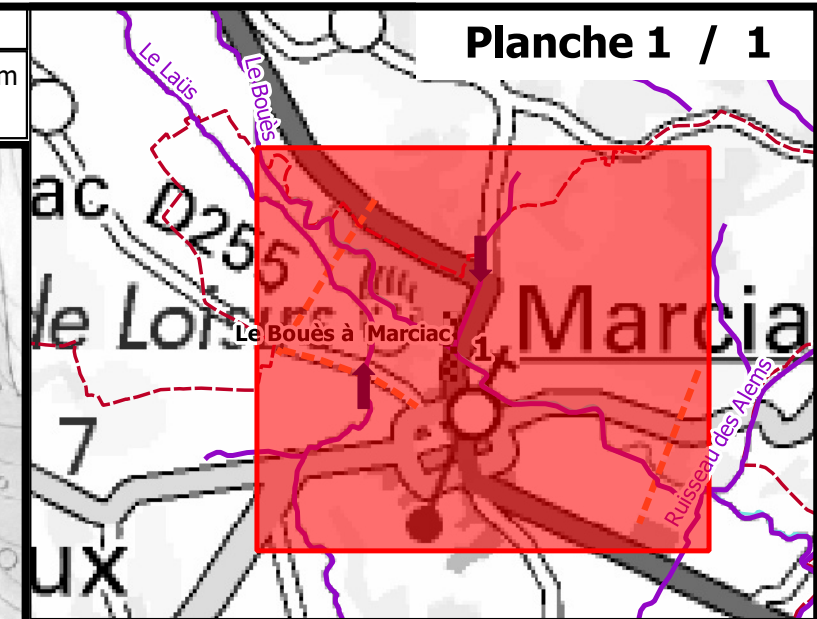 Planche 1 / 1
m
Le Laüs
Le Bouès
ac
D255
de Loisirs
Marcia
Le Bouès à Marciac
1
7
Ruisseau des Alems
ux